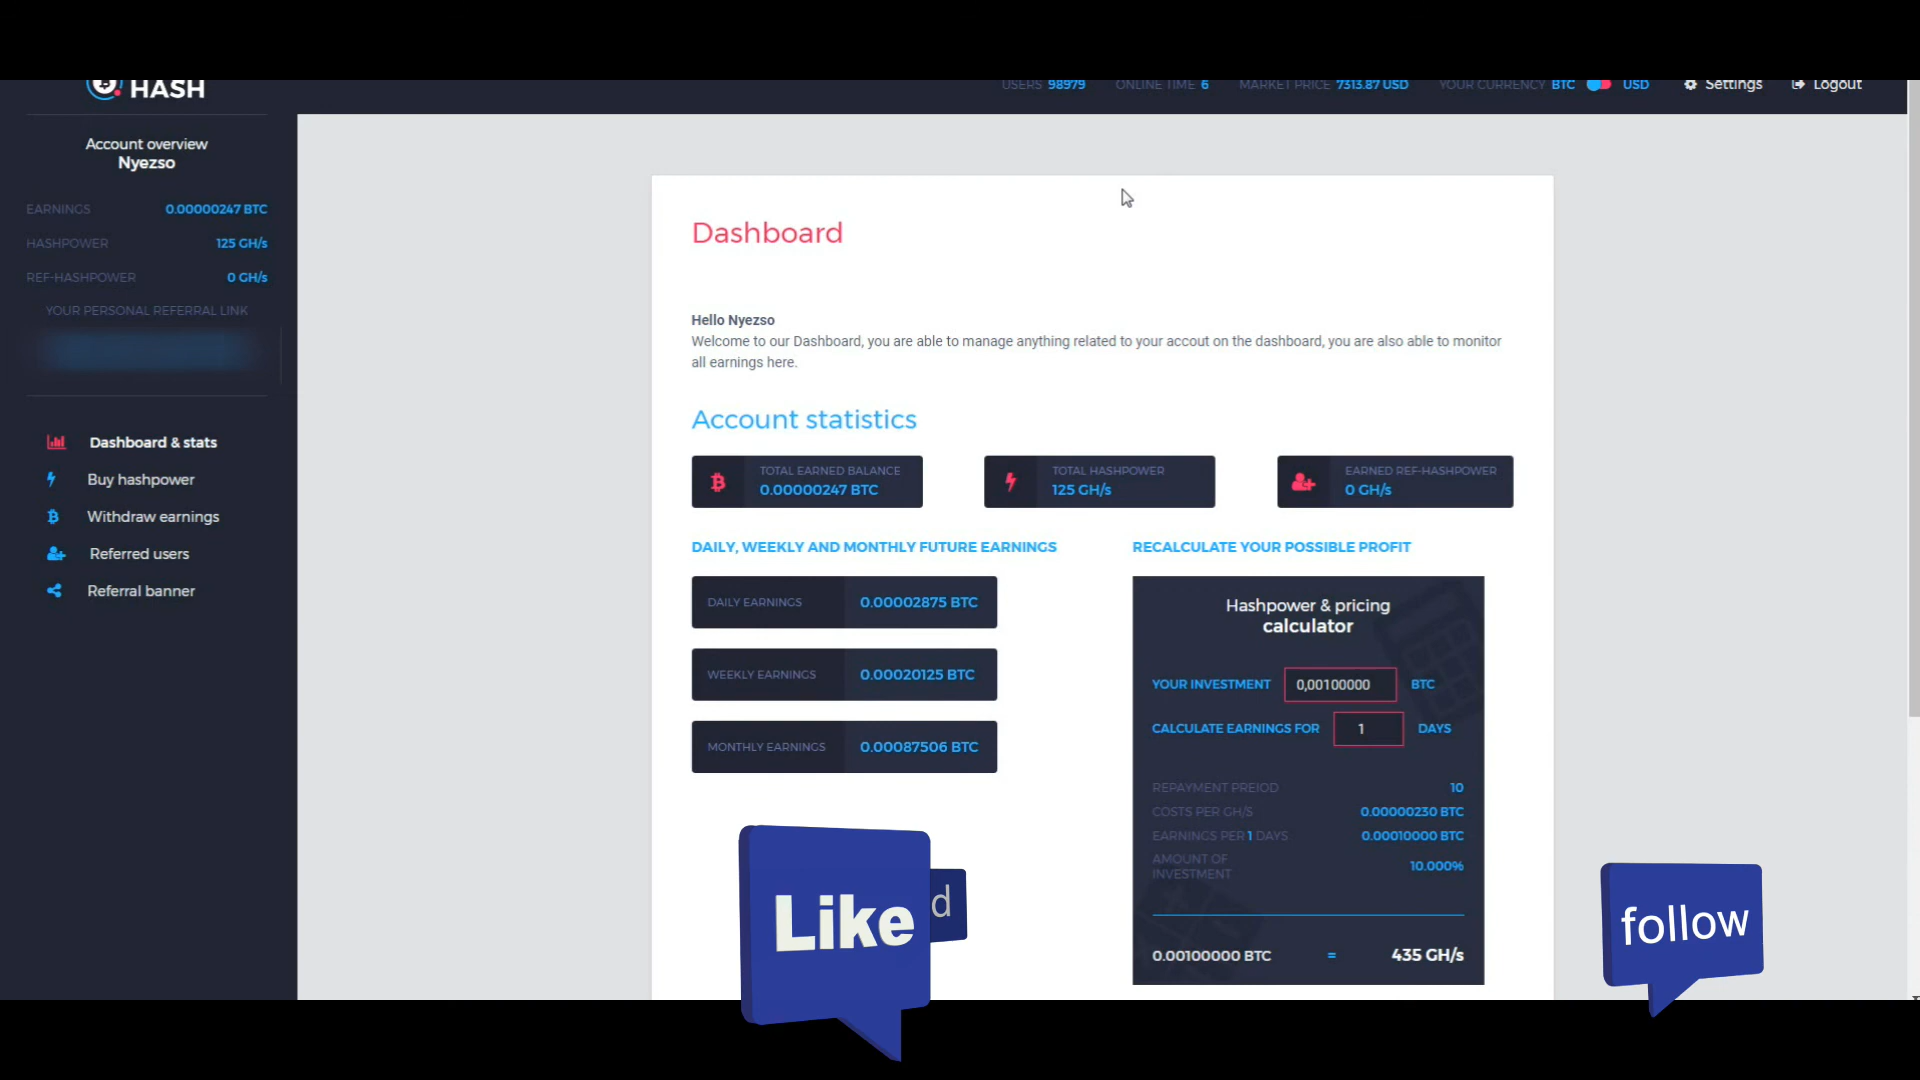 HASH
USERS 98979 ONLINE TIME 6 MARKET PRICE 7313.87 USD YOUR CURRENCY BTC USD Settings Logout
Account overview
Nyezso
EARNINGS 0.00000247 BTC
HASHPOWER 125 GH/s
REF-HASHPOWER 0 GH/s
YOUR PERSONAL REFERRAL LINK
Dashboard & stats
Buy hashpower
Withdraw earnings
Referred users
Referral banner
Dashboard
Hello Nyezso
Welcome to our Dashboard, you are able to manage anything related to your accout on the dashboard, you are also able to monitor
all earnings here.
Account statistics
TOTAL EARNED BALANCE
0.00000247 BTC
TOTAL HASHPOWER
125 GH/s
EARNED REF-HASHPOWER
0 GH/s
DAILY, WEEKLY AND MONTHLY FUTURE EARNINGS
DAILY EARNINGS 0.00002875 BTC
WEEKLY EARNINGS 0.00020125 BTC
MONTHLY EARNINGS 0.00087506 BTC
RECALCULATE YOUR POSSIBLE PROFIT
Hashpower & pricing
calculator
YOUR INVESTMENT 0,00100000 BTC
CALCULATE EARNINGS FOR 1 DAYS
REPAYMENT PREIOD 10
COSTS PER GH/S 0.00000230 BTC
EARNINGS PER 1 DAYS 0.00010000 BTC
AMOUNT OF
INVESTMENT 10.000%
0.00100000 BTC = 435 GH/s
Like
d
follow